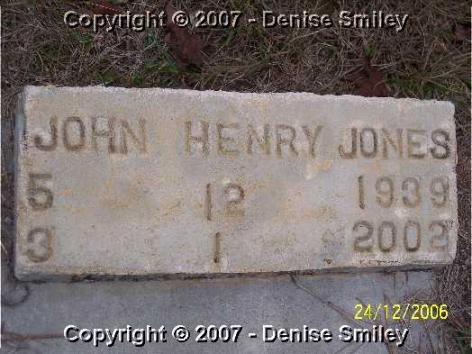 Copyright © 2007 - Denise Smiley
JOHN HENRY JONES
5 12 1939
3 1 2002
24/12/2006
Copyright © 2007 - Denise Smiley